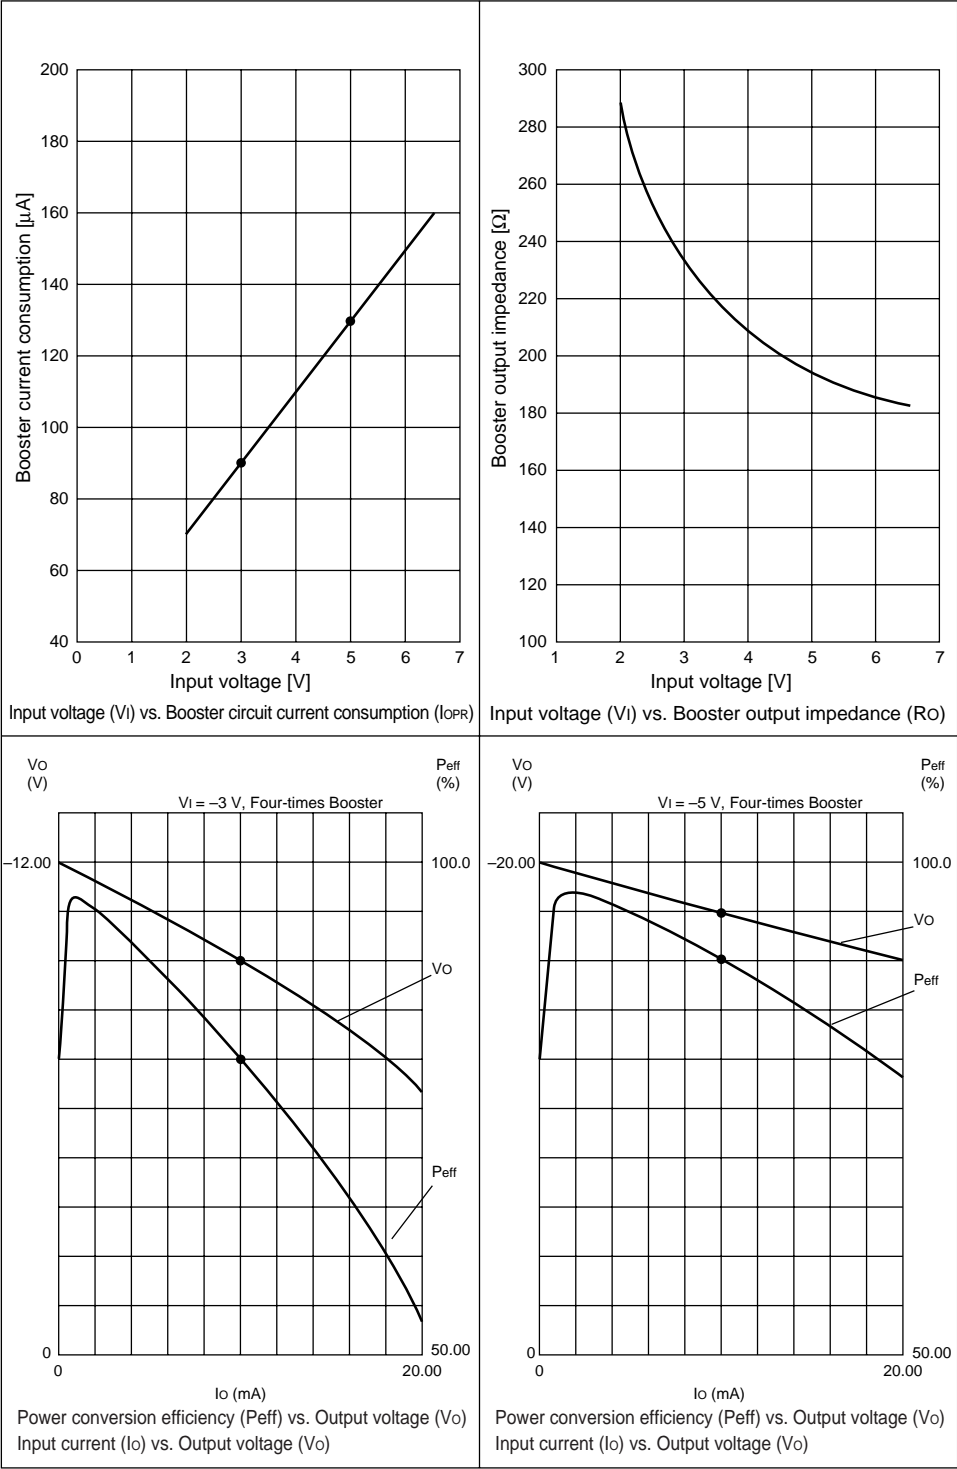 200
180
160
140
120
100
80
60
40
0 1 2 3 4 5 6 7
Booster current consumption [µA]
Input voltage [V]
Input voltage (VI) vs. Booster circuit current consumption (IOPR)
300
280
260
240
220
200
180
160
140
120
100
1 2 3 4 5 6 7
Booster output impedance [Ω]
Input voltage [V]
Input voltage (VI) vs. Booster output impedance (RO)
VO
(V)
Peff
(%)
VI = –3 V, Four-times Booster
–12.00
100.0
VO
Peff
0
50.00
0
20.00
IO (mA)
Power conversion efficiency (Peff) vs. Output voltage (VO)
Input current (IO) vs. Output voltage (VO)
VO
(V)
Peff
(%)
VI = –5 V, Four-times Booster
–20.00
100.0
VO
Peff
0
50.00
0
20.00
IO (mA)
Power conversion efficiency (Peff) vs. Output voltage (VO)
Input current (IO) vs. Output voltage (VO)